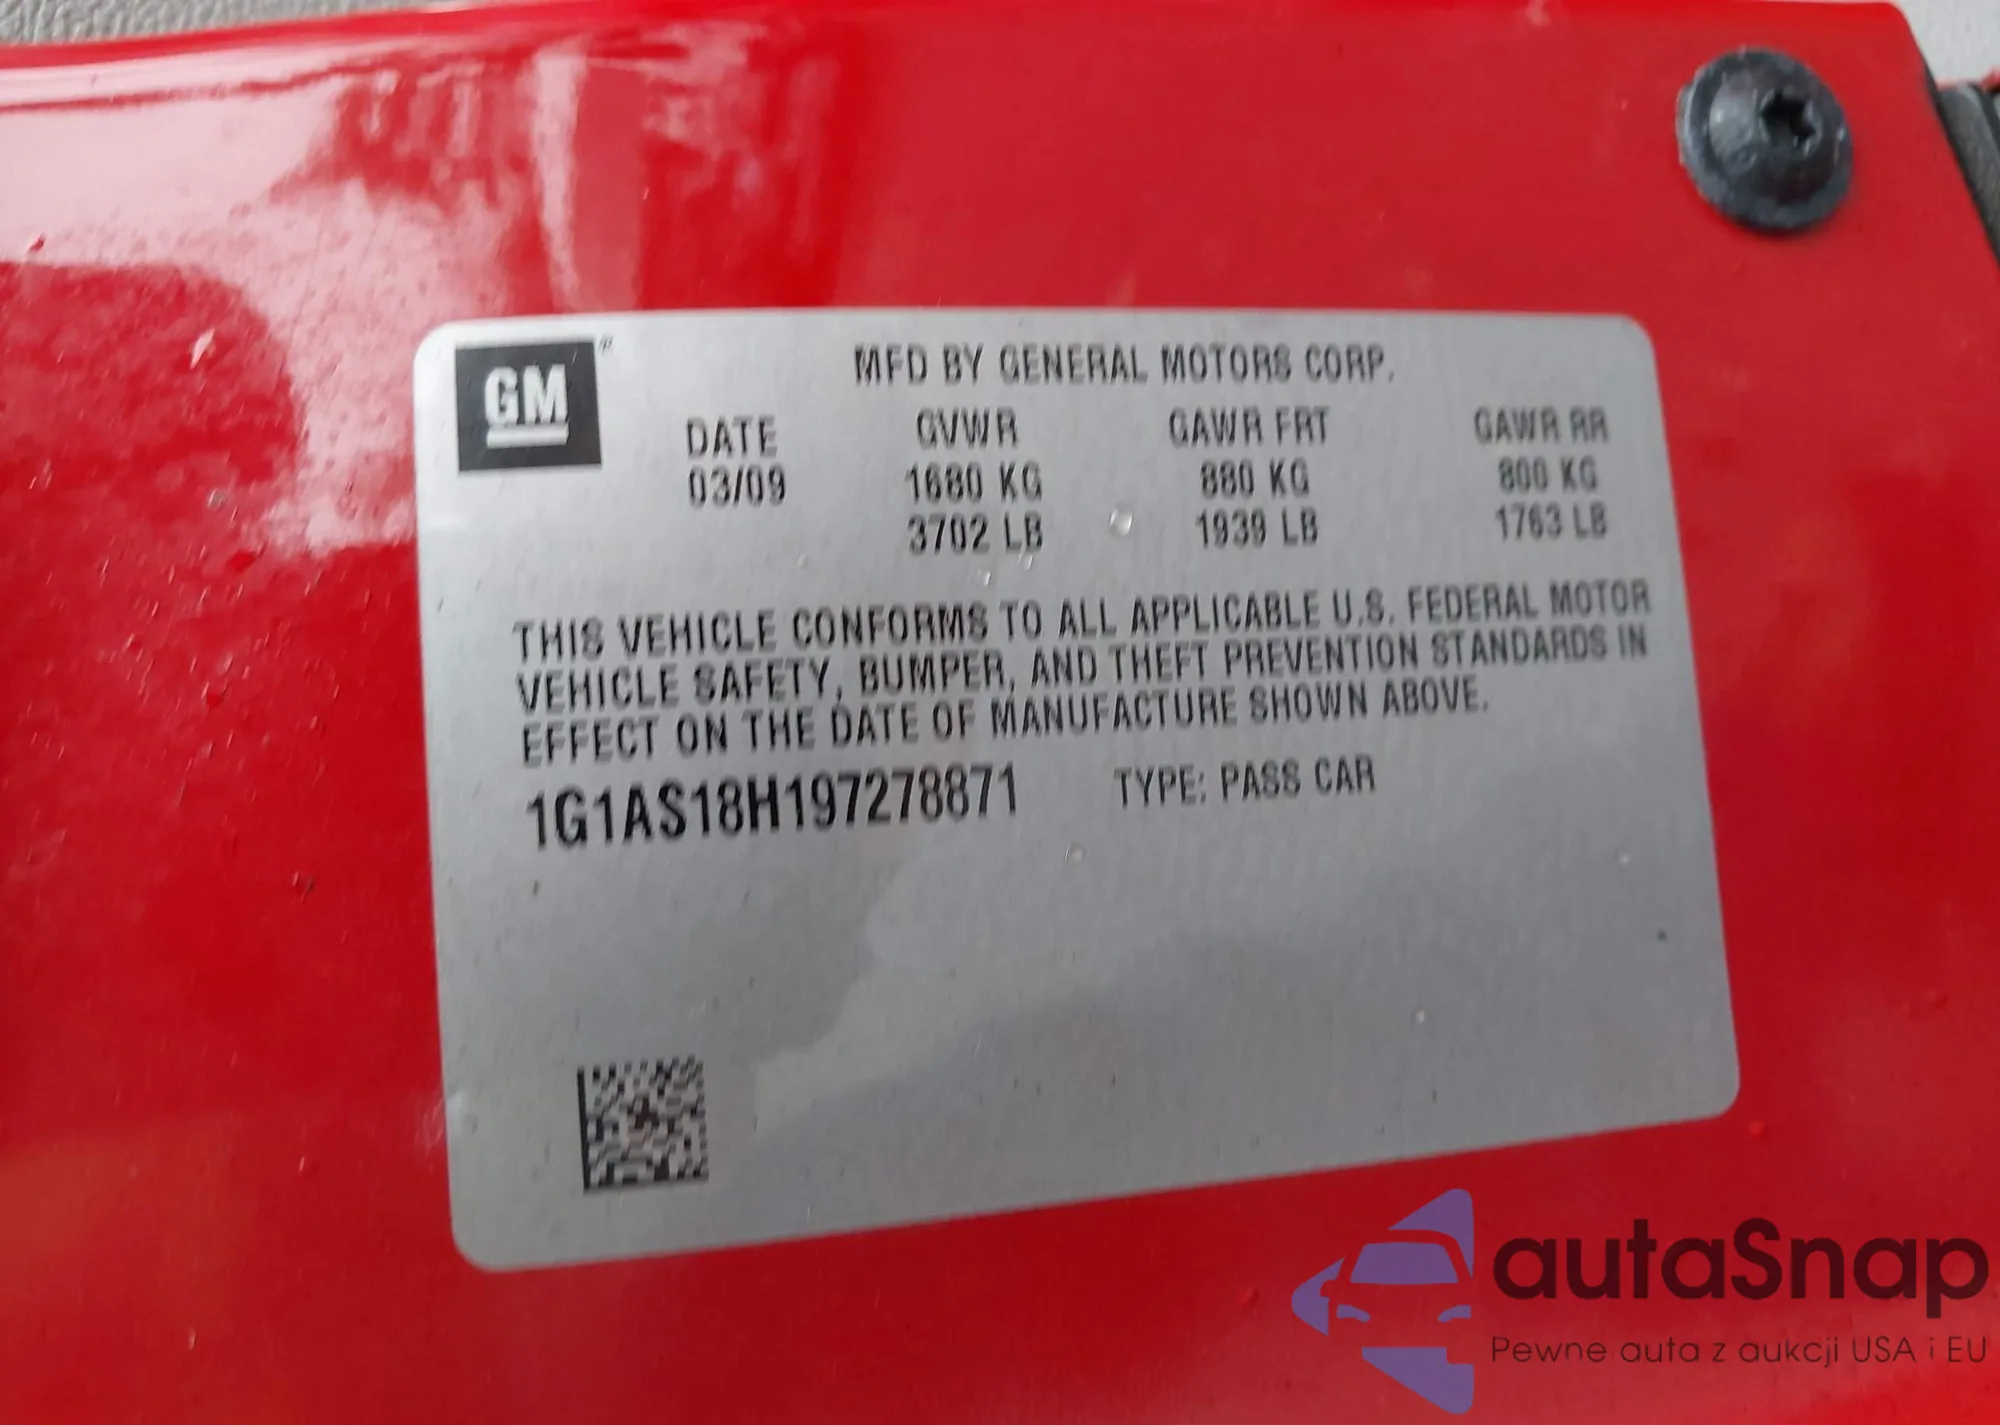 GM
MFD BY GENERAL MOTORS CORP.
DATE GVWR GAWR FRT GAWR RR
03/09 1680 KG 880 KG 800 KG
3702 LB 1939 LB 1763 LB
THIS VEHICLE CONFORMS TO ALL APPLICABLE U.S. FEDERAL MOTOR
VEHICLE SAFETY, BUMPER, AND THEFT PREVENTION STANDARDS IN
EFFECT ON THE DATE OF MANUFACTURE SHOWN ABOVE.
1G1AS18H197278871 TYPE: PASS CAR
autaSnap
Pewne auta z aukcji USA i EU